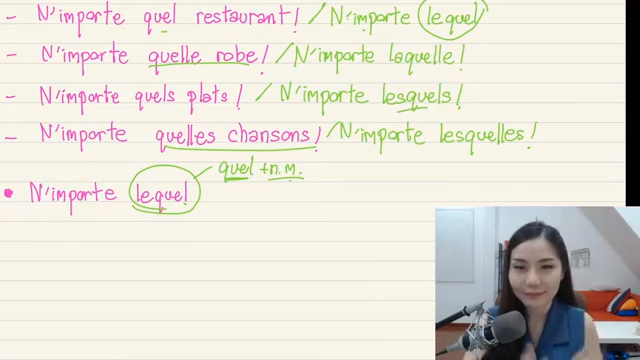 - N'importe quel restaurant! / N'importe lequel!
- N'importe quelle robe! / N'importe laquelle!
- N'importe quels plats! / N'importe lesquels!
- N'importe quelles chansons! / N'importe lesquelles!
quel + n.m.
• N'importe lequel